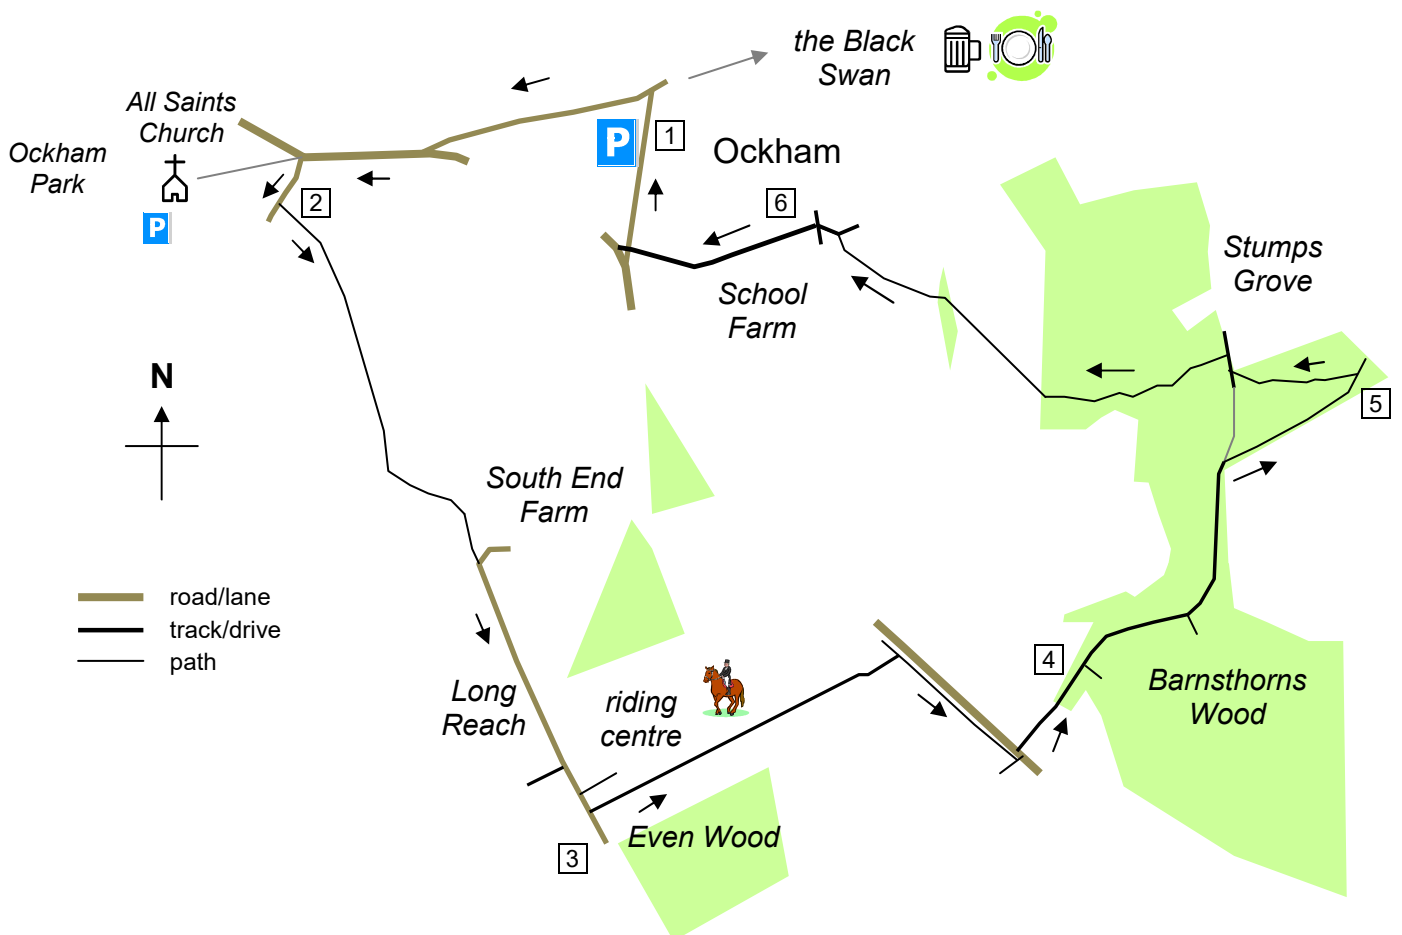 the Black
Swan
All Saints
Church
Ockham
Park
P
P
1
Ockham
2
6
Stumps
Grove
School
Farm
N
5
South End
Farm
road/lane
track/drive
path
Long
Reach
riding
centre
4
Barnsthorns
Wood
Even Wood
3